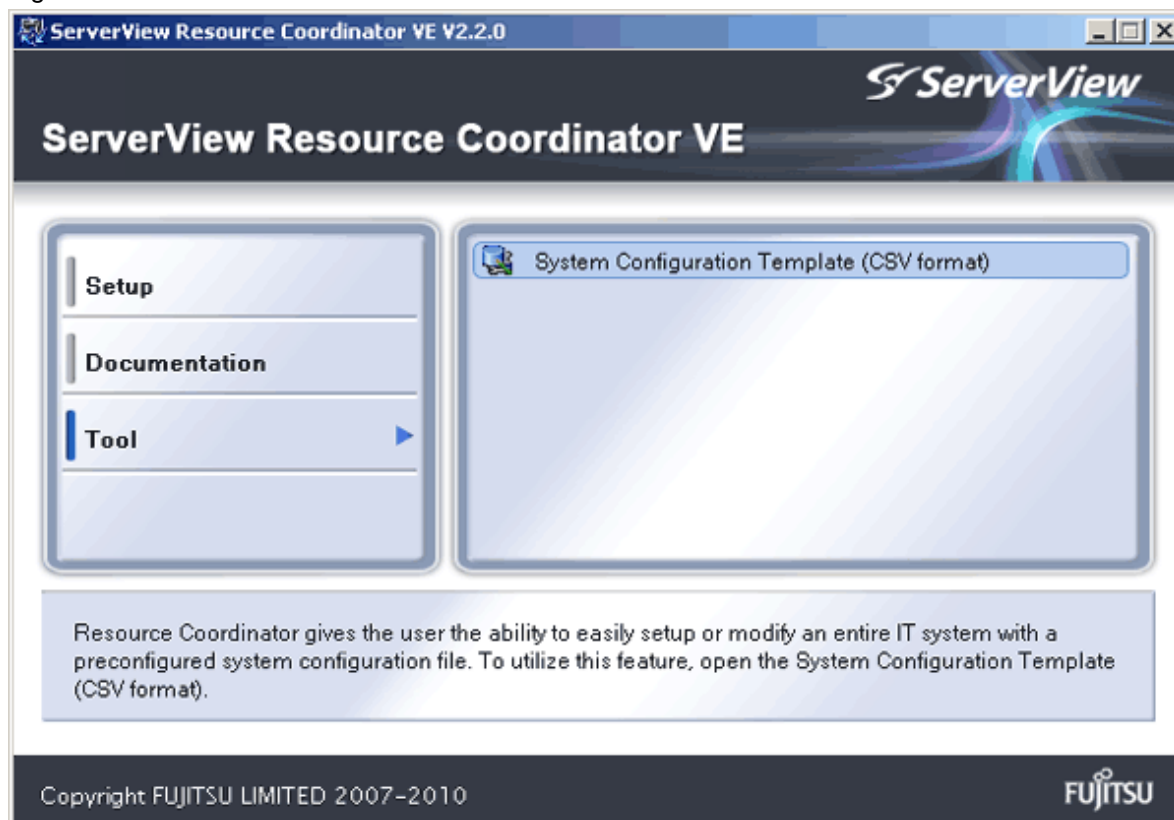 ServerView Resource Coordinator VE V2.2.0
ServerView
ServerView Resource Coordinator VE
Setup
Documentation
Tool
System Configuration Template (CSV format)
Resource Coordinator gives the user the ability to easily setup or modify an entire IT system with a
preconfigured system configuration file. To utilize this feature, open the System Configuration Template
(CSV format).
Copyright FUJITSU LIMITED 2007-2010
FUJITSU